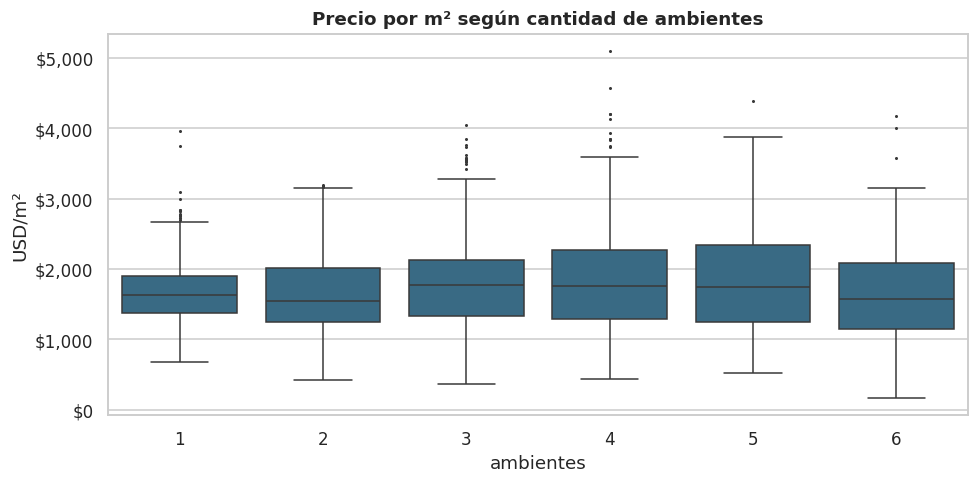 Precio por m² según cantidad de ambientes
$5,000
$4,000
$3,000
$2,000
$1,000
$0
USD/m²
1 2 3 4 5 6
ambientes